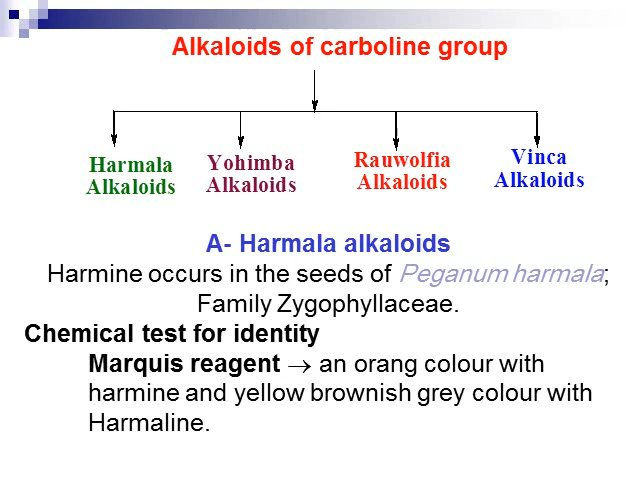 Alkaloids of carboline group
Harmala Alkaloids
Yohimba Alkaloids
Rauwolfia Alkaloids
Vinca Alkaloids
A- Harmala alkaloids
Harmine occurs in the seeds of Peganum harmala;
Family Zygophyllaceae.
Chemical test for identity
Marquis reagent → an orang colour with
harmine and yellow brownish grey colour with
Harmaline.